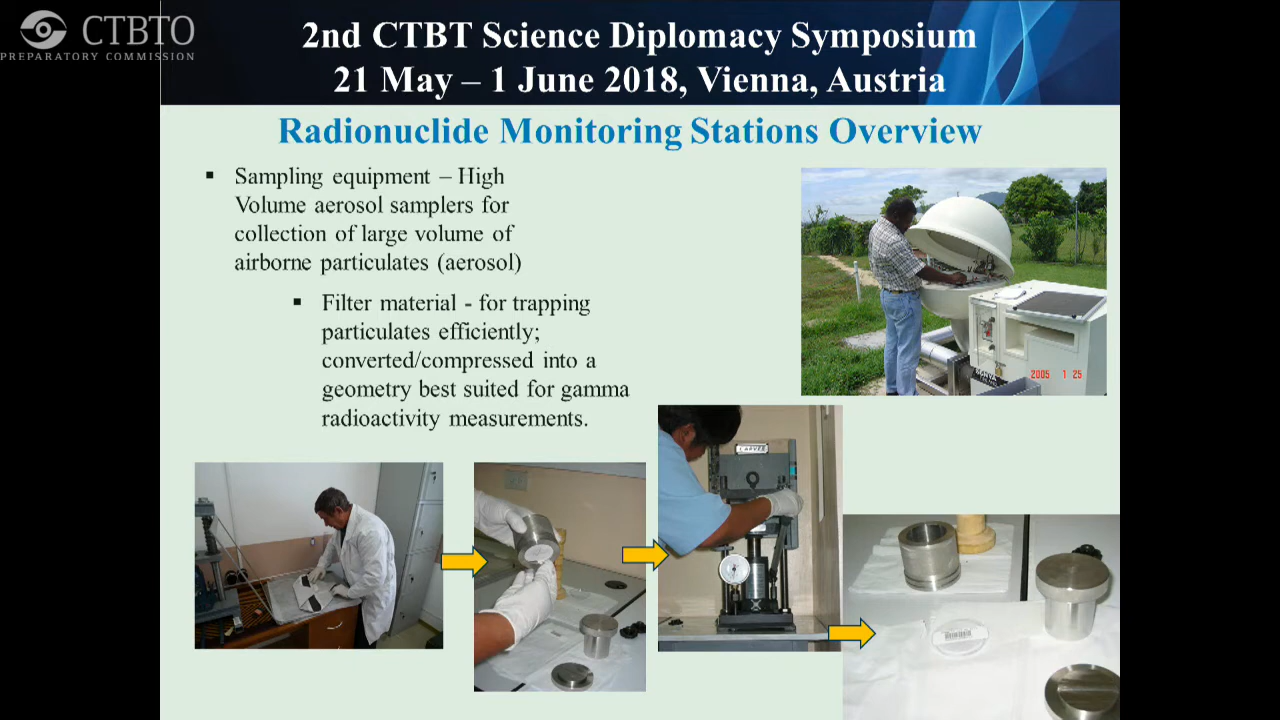 CTBTO
PREPARATORY COMMISSION
2nd CTBT Science Diplomacy Symposium
21 May – 1 June 2018, Vienna, Austria
Radionuclide Monitoring Stations Overview
▪ Sampling equipment – High
Volume aerosol samplers for
collection of large volume of
airborne particulates (aerosol)
▪ Filter material - for trapping
particulates efficiently;
converted/compressed into a
geometry best suited for gamma
radioactivity measurements.
2005 1 25
CARVER